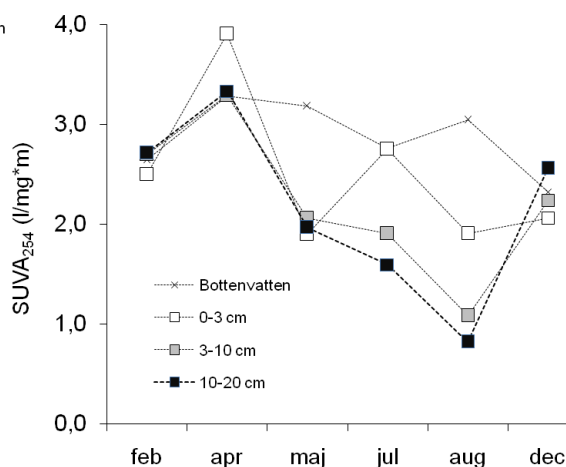 m
4,0
3,0
2,0
1,0
0,0
SUVA254 (l/mg*m)
Bottenvatten
0-3 cm
3-10 cm
10-20 cm
feb apr maj jul aug dec